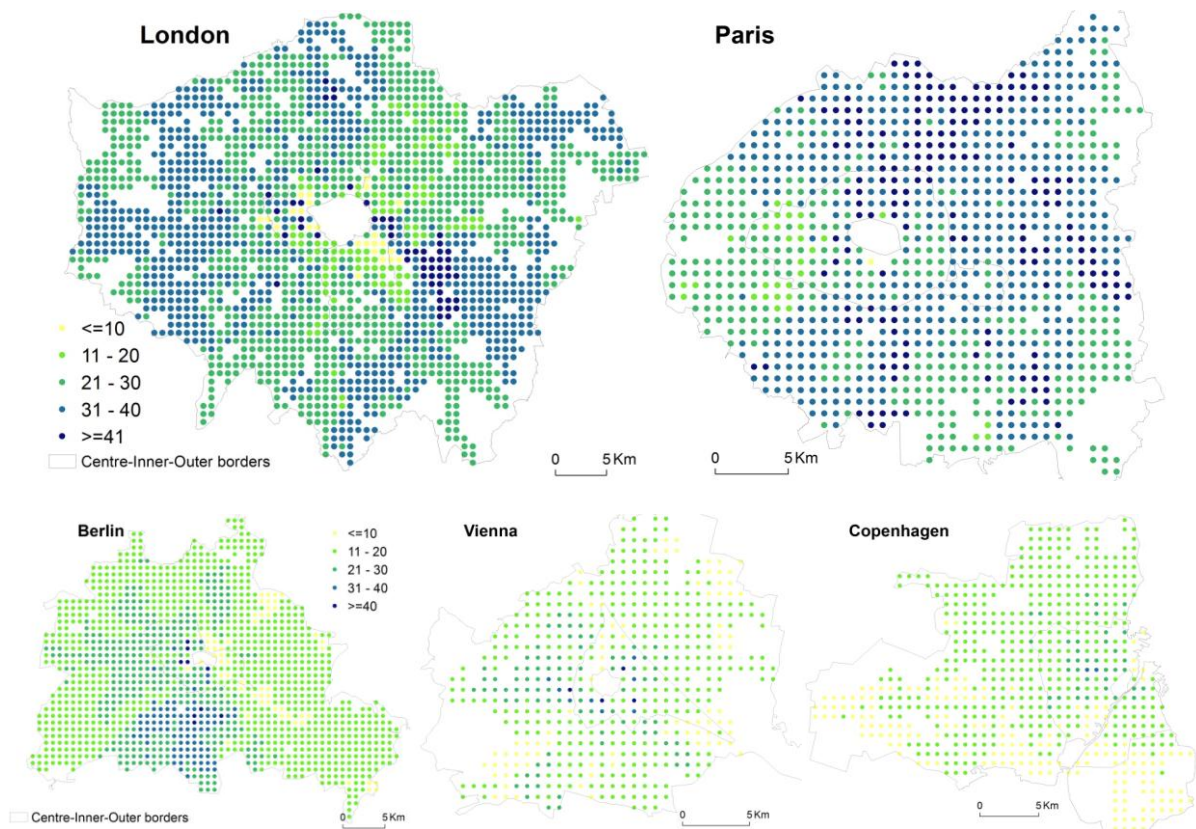 London
Paris
<=10
11 - 20
21 - 30
31 - 40
>=41
Centre-Inner-Outer borders
0 5 Km
0 5 Km
Berlin
<=10
11 - 20
21 - 30
31 - 40
>=40
Vienna
Copenhagen
Centre-Inner-Outer borders
0 5 Km
0 5 Km
0 5 Km